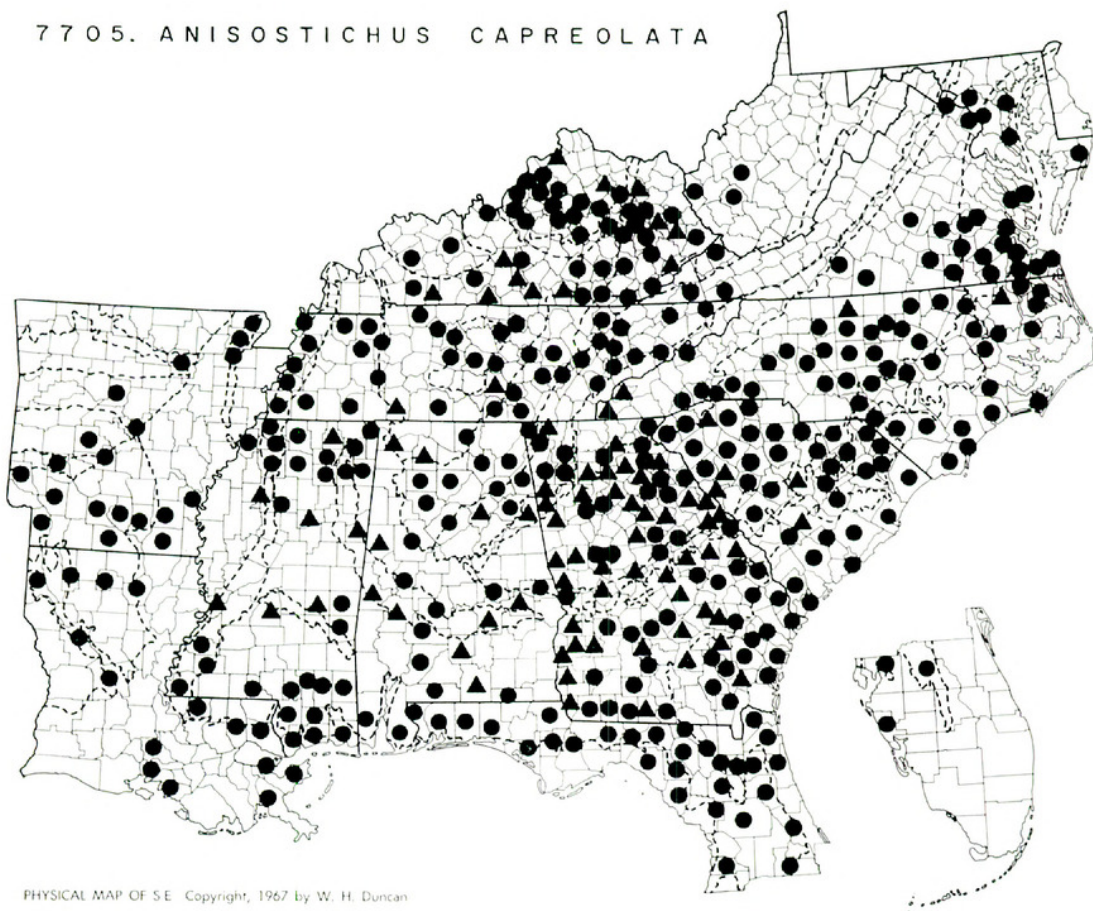 7705. ANISOSTICHUS CAPREOLATA
PHYSICAL MAP OF S E Copyright, 1967 by W. H. Duncan